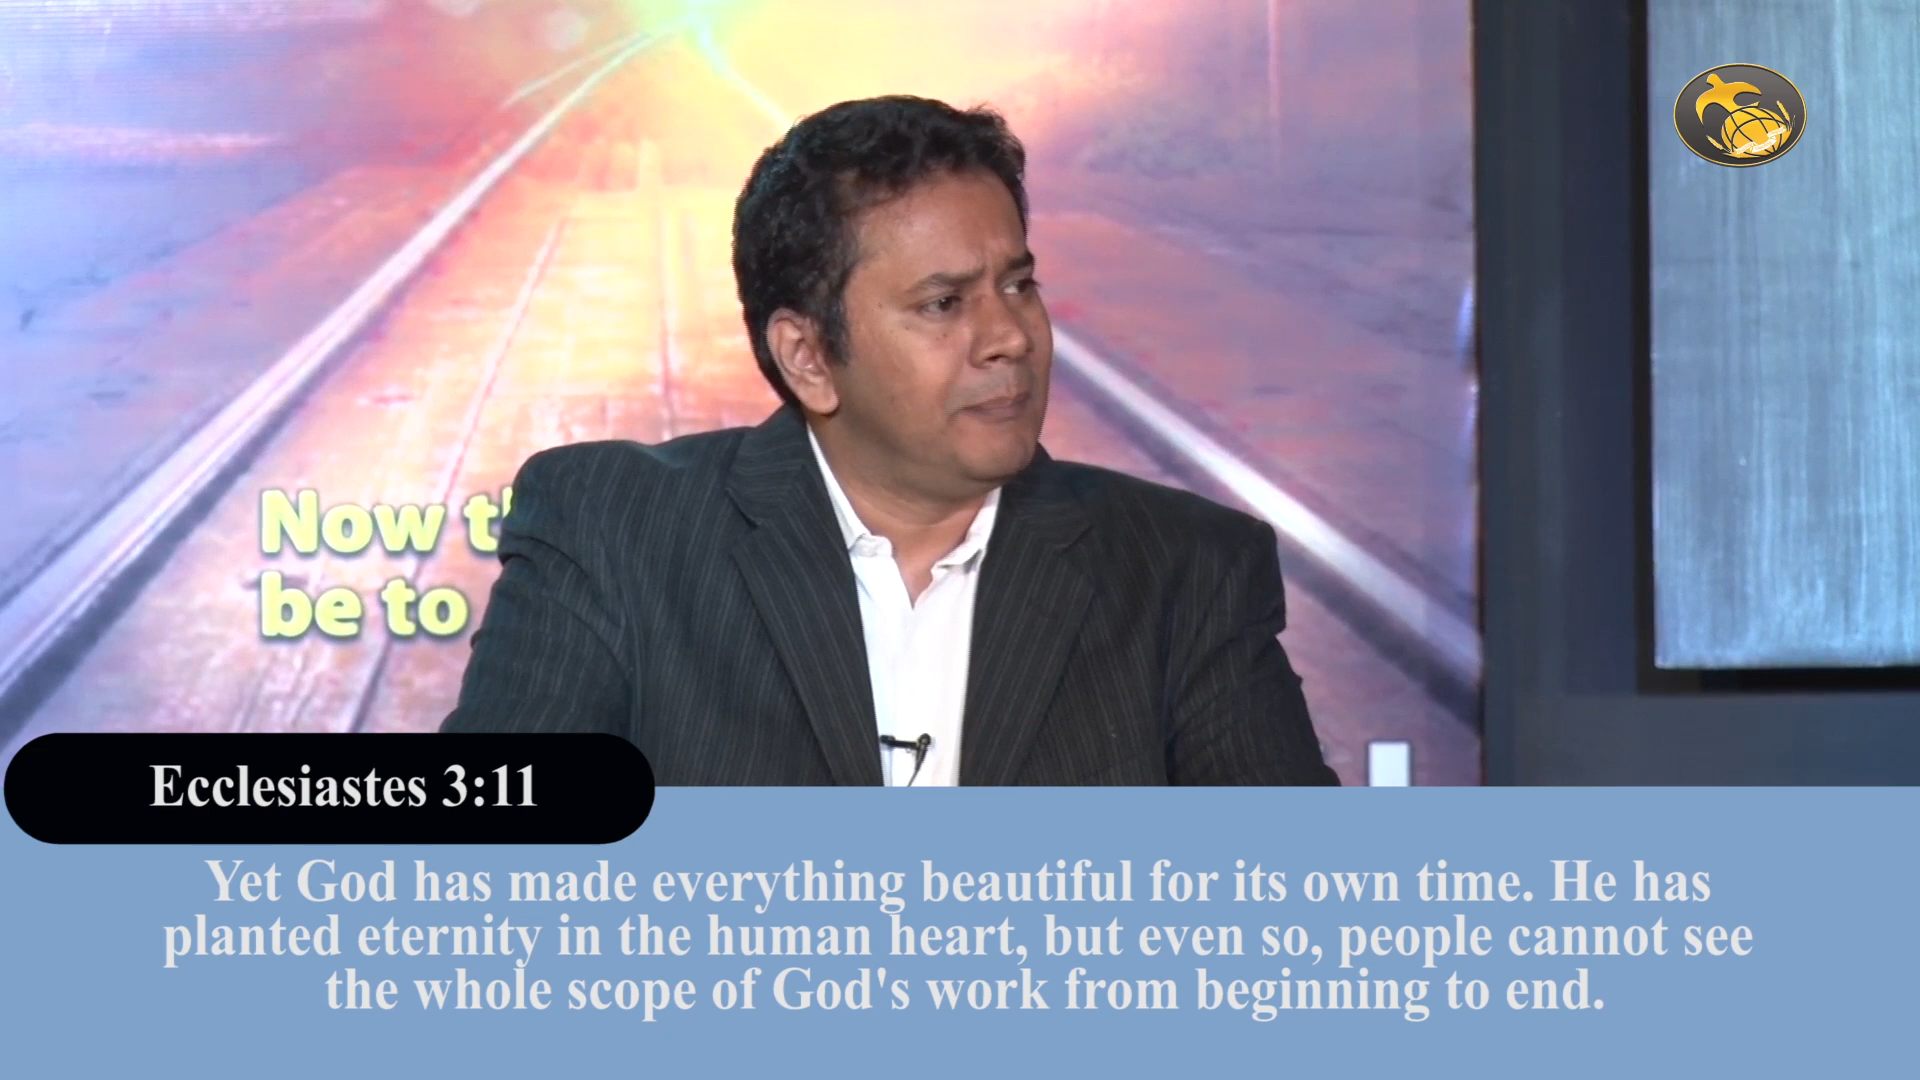 Now
be to
Ecclesiastes 3:11
Yet God has made everything beautiful for its own time. He has
planted eternity in the human heart, but even so, people cannot see
the whole scope of God's work from beginning to end.